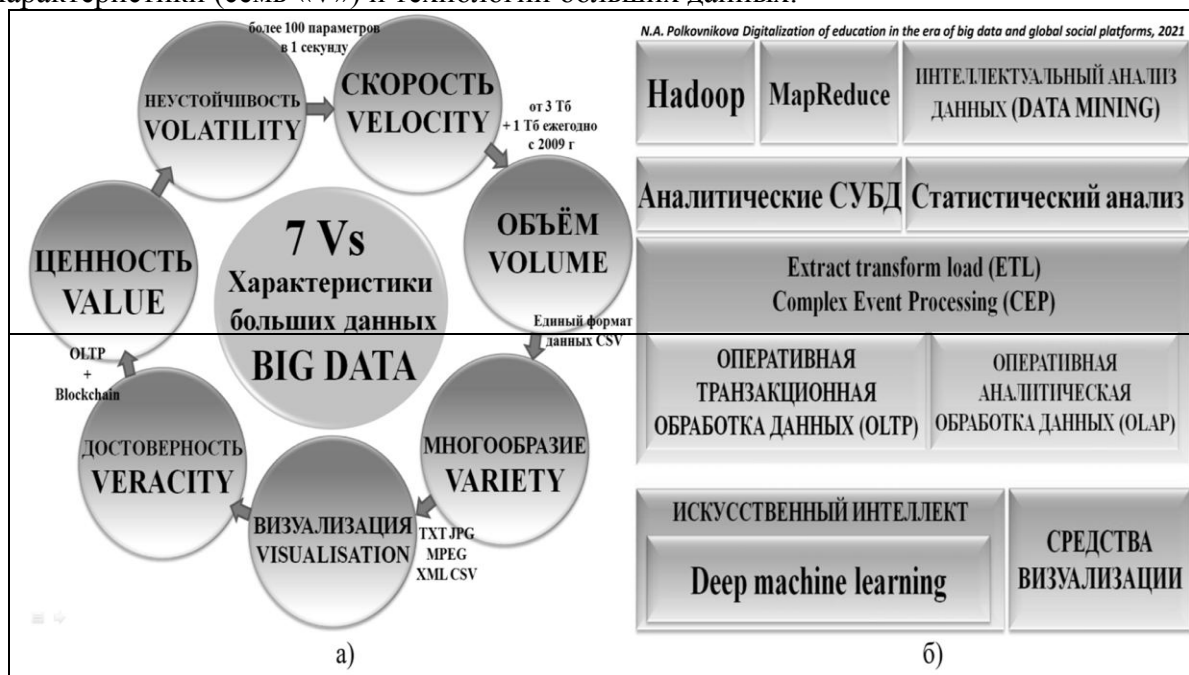 характеристики (семь «V») и технологии больших данных.
более 100 параметров
в 1 секунду
НЕУСТОЙЧИВОСТЬ
VOLATILITY
СКОРОСТЬ
VELOCITY
от 3 Тб
+ 1 Тб ежегодно
с 2009 г
ЦЕННОСТЬ
VALUE
7 Vs
Характеристики
больших данных
BIG DATA
ОБЪЁМ
VOLUME
Единый формат
данных CSV
OLTP
+
Blockchain
ДОСТОВЕРНОСТЬ
VERACITY
ВИЗУАЛИЗАЦИЯ
VISUALISATION
TXT JPG
MPEG
XML CSV
МНОГООБРАЗИЕ
VARIETY
а)
N.A. Polkovnikova Digitalization of education in the era of big data and global social platforms, 2021
Hadoop
MapReduce
ИНТЕЛЛЕКТУАЛЬНЫЙ АНАЛИЗ
ДАННЫХ (DATA MINING)
Аналитические СУБД
Статистический анализ
Extract transform load (ETL)
Complex Event Processing (CEP)
ОПЕРАТИВНАЯ
ТРАНЗАКЦИОННАЯ
ОБРАБОТКА ДАННЫХ (OLTP)
ОПЕРАТИВНАЯ
АНАЛИТИЧЕСКАЯ
ОБРАБОТКА ДАННЫХ (OLAP)
ИСКУССТВЕННЫЙ ИНТЕЛЛЕКТ
Deep machine learning
СРЕДСТВА
ВИЗУАЛИЗАЦИИ
б)